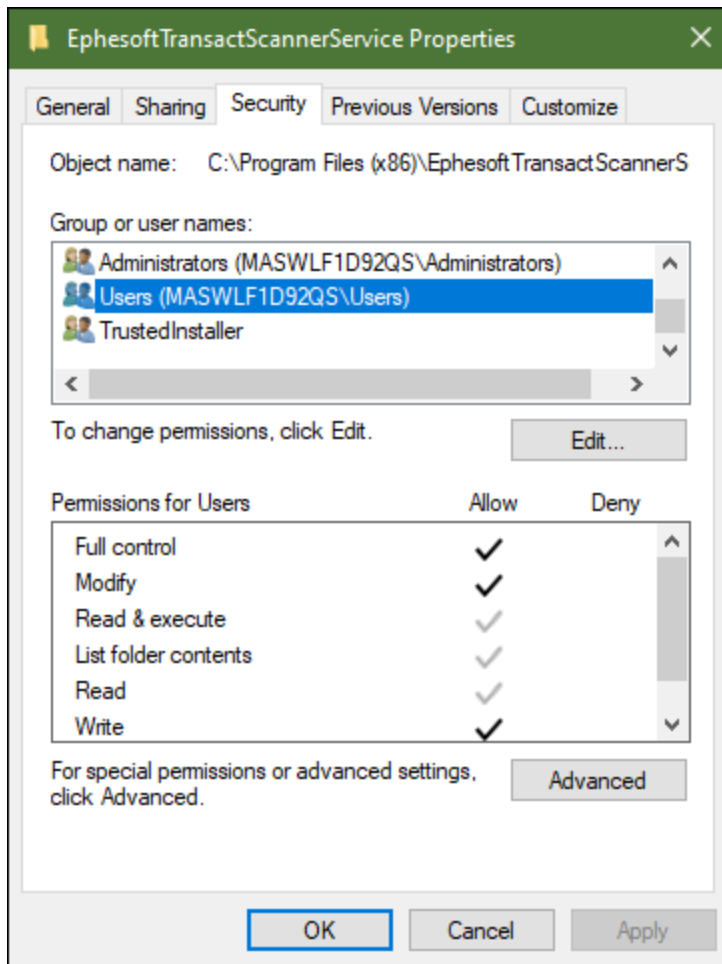 EphesoftTransactScannerService Properties
General Sharing Security Previous Versions Customize
Object name: C:\Program Files (x86)\EphesoftTransactScannerS
Group or user names:
Administrators (MASWLF1D92QS\Administrators)
Users (MASWLF1D92QS\Users)
TrustedInstaller
To change permissions, click Edit.
Edit...
Permissions for Users Allow Deny
Full control
Modify
Read & execute
List folder contents
Read
Write
For special permissions or advanced settings,
click Advanced.
Advanced
OK Cancel Apply